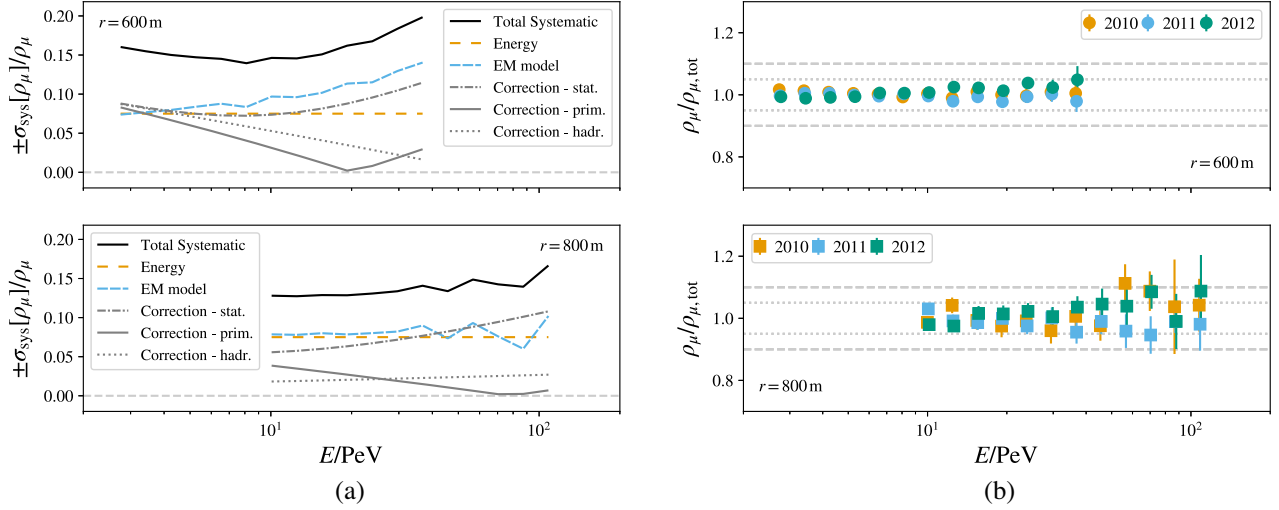 r = 600 m
Total Systematic
Energy
EM model
Correction - stat.
Correction - prim.
Correction - hadr.
0.20
0.15
0.10
0.05
0.00
±σsys[ρμ]/ρμ
r = 800 m
Total Systematic
Energy
EM model
Correction - stat.
Correction - prim.
Correction - hadr.
0.20
0.15
0.10
0.05
0.00
±σsys[ρμ]/ρμ
10¹ 10²
E/PeV
(a)
2010 2011 2012
1.2
1.0
0.8
ρμ/ρμ,tot
r = 600 m
2010 2011 2012
1.2
1.0
0.8
ρμ/ρμ,tot
r = 800 m
10¹ 10²
E/PeV
(b)